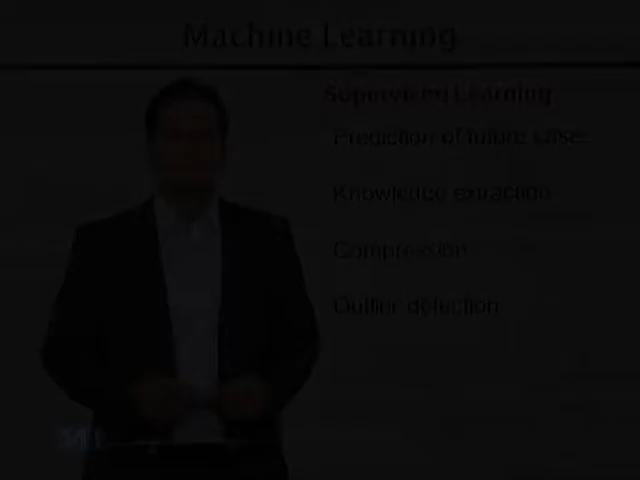 Machine Learning
Supervised Learning
Prediction of future cases
Knowledge extraction
Compression
Outlier detection